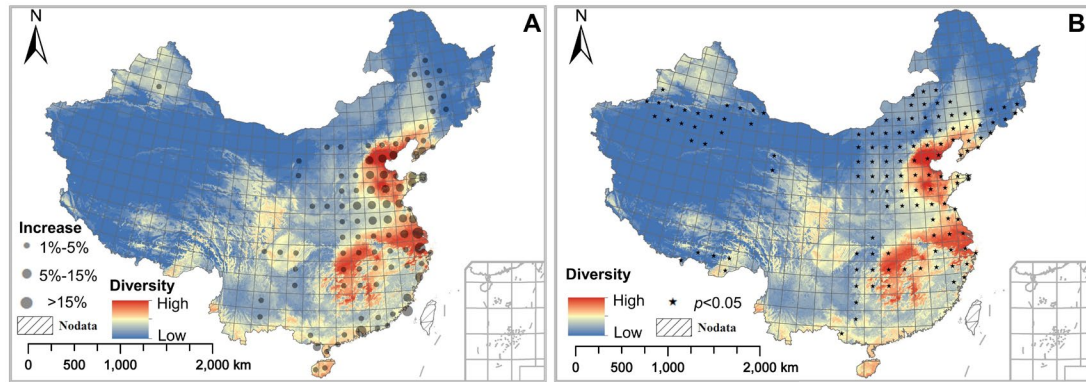 N
A
Increase
1%-5%
5%-15%
>15%
Nodata
Diversity
High
Low
0 500 1,000 2,000 km
N
B
Diversity
High
Low
p<0.05
Nodata
0 500 1,000 2,000 km